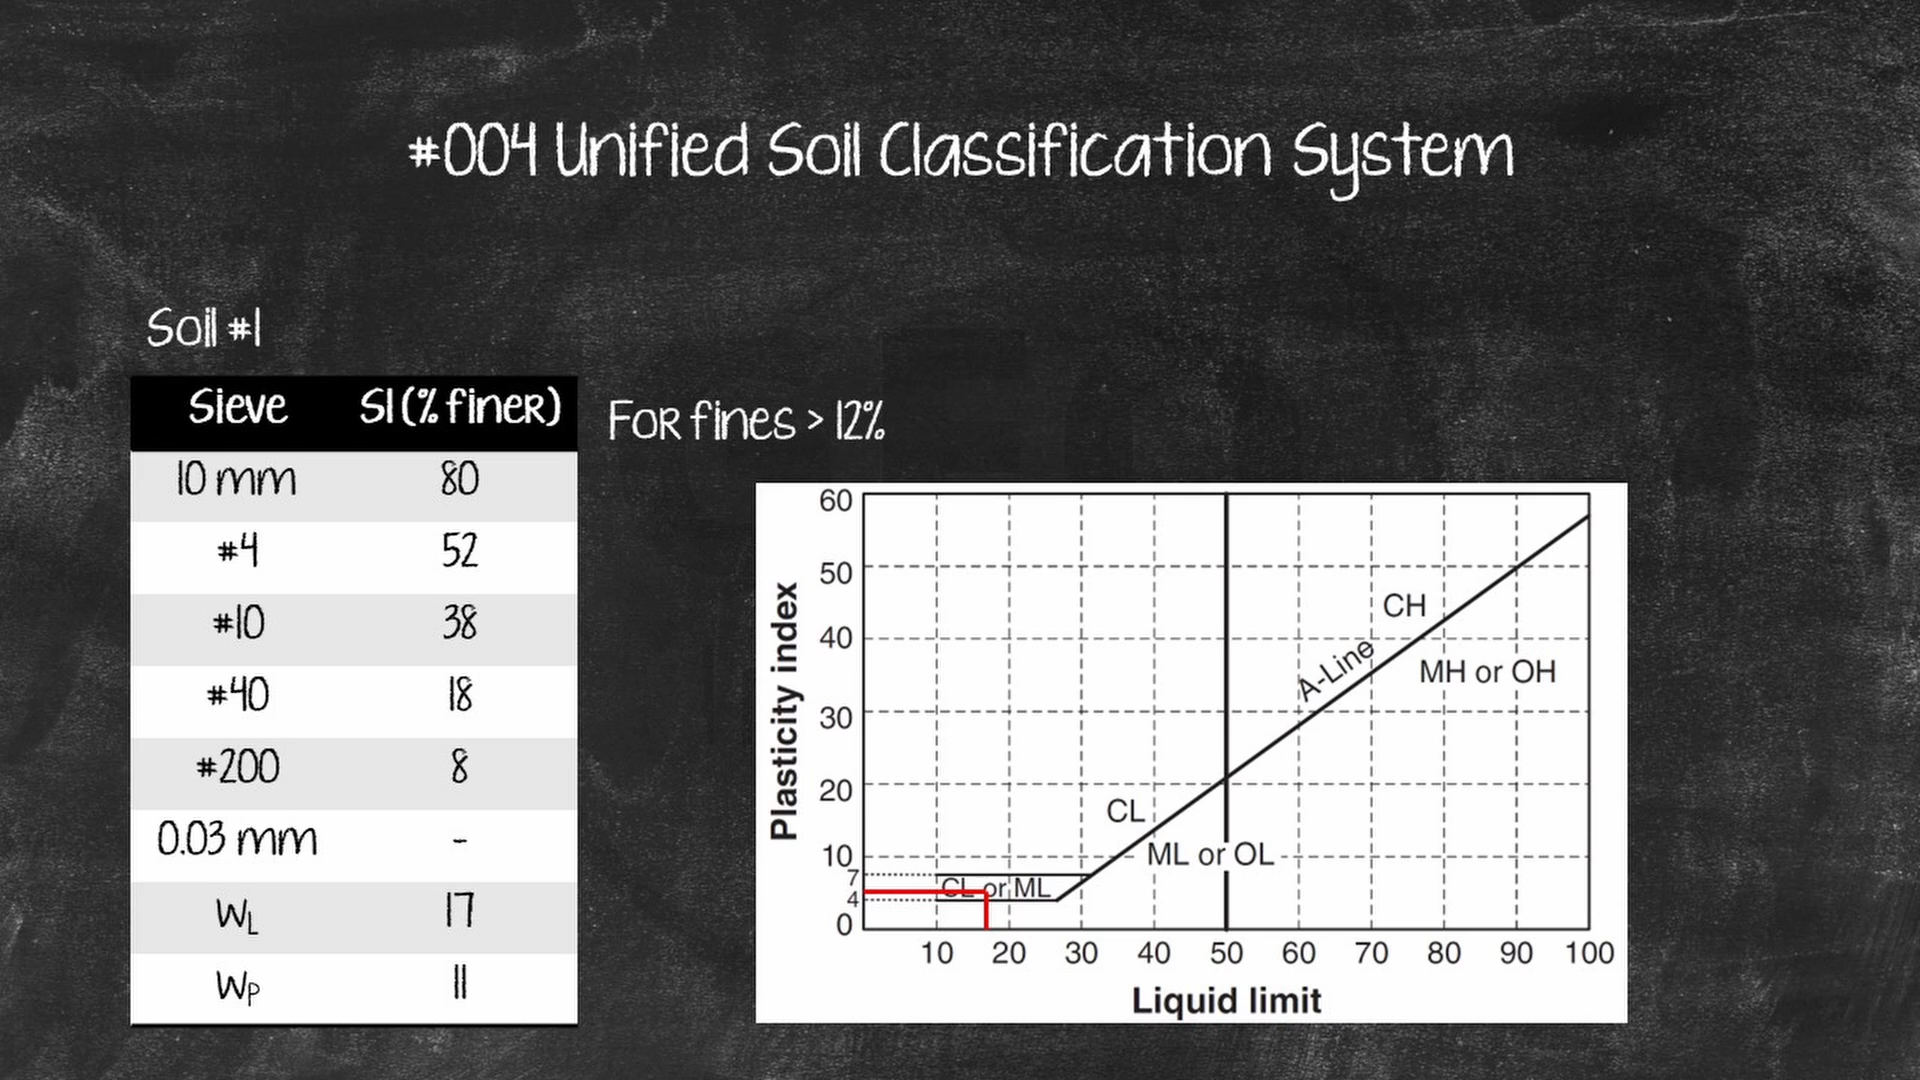 #004 Unified Soil Classification System
Soil #1
Sieve S1 (% finer)
10 mm 80
#4 52
#10 38
#40 18
#200 8
0.03 mm -
WL 17
WP 11
For fines > 12%
Plasticity index
60
50
40
30
20
10
7
4
0
CH
A-Line
MH or OH
CL
ML or OL
CL or ML
10 20 30 40 50 60 70 80 90 100
Liquid limit